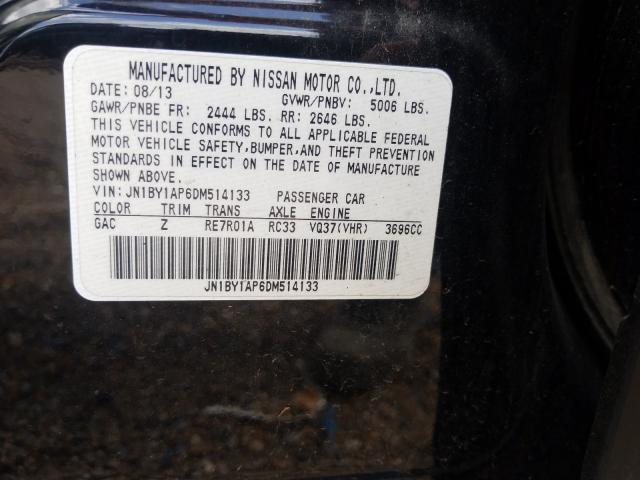 MANUFACTURED BY NISSAN MOTOR CO.,LTD.
DATE: 08/13 GVWR/PNBV: 5006 LBS.
GAWR/PNBE FR: 2444 LBS. RR: 2646 LBS.
THIS VEHICLE CONFORMS TO ALL APPLICABLE FEDERAL
MOTOR VEHICLE SAFETY,BUMPER,AND THEFT PREVENTION
STANDARDS IN EFFECT ON THE DATE OF MANUFACTURE
SHOWN ABOVE.
VIN:JN1BY1AP6DM514133 PASSENGER CAR
COLOR TRIM TRANS AXLE ENGINE
GAC Z RE7R01A RC33 VQ37(VHR) 3696CC
JN1BY1AP6DM514133